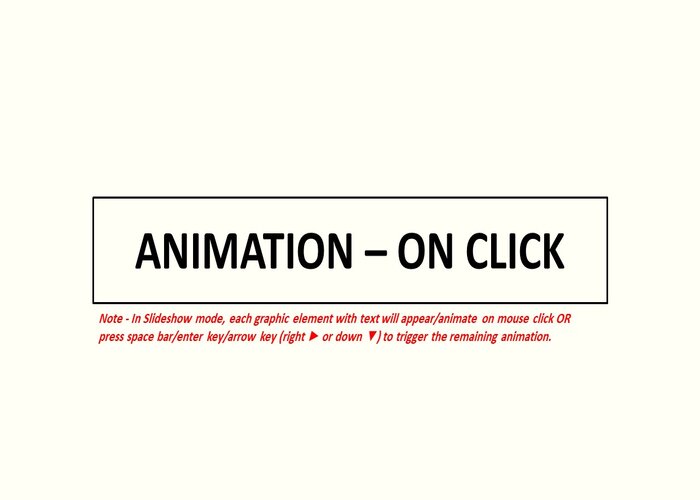 ANIMATION – ON CLICK
Note - In Slideshow mode, each graphic element with text will appear/animate on mouse click OR
press space bar/enter key/arrow key (right ▶ or down ▼) to trigger the remaining animation.